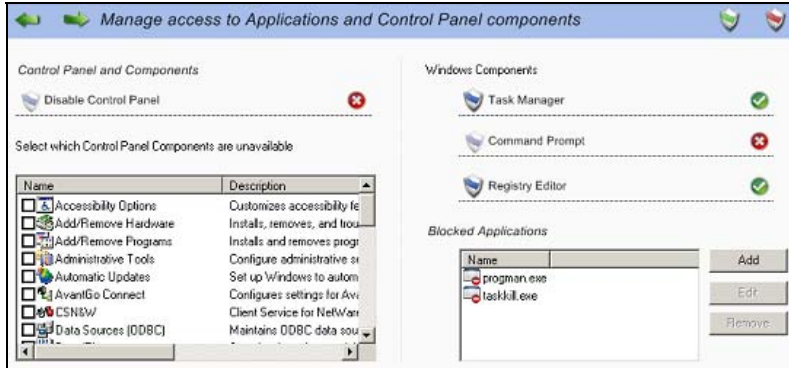 Manage access to Applications and Control Panel components
Control Panel and Components
Disable Control Panel
Select which Control Panel Components are unavailable
Name Description
Accessibility Options Customizes accessibility fe
Add/Remove Hardware Installs, removes, and trou
Add/Remove Programs Installs and removes progr
Administrative Tools Configure administrative se
Automatic Updates Set up Windows to autom
AvantGo Connect Configures settings for Ava
CSNW Client Service for NetWare
Data Sources (ODBC) Maintains ODBC data sou
Windows Components
Task Manager
Command Prompt
Registry Editor
Blocked Applications
Name
progman.exe
taskkill.exe
Add
Edit
Remove